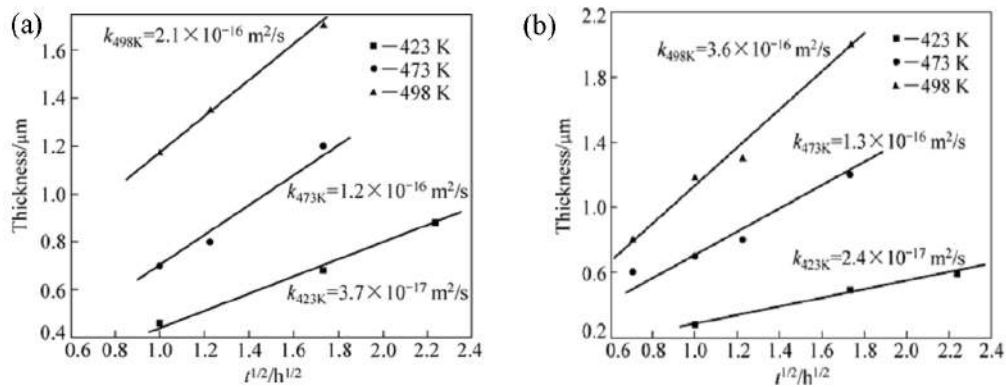 (a)
k498K=2.1×10−16 m2/s
■—423 K
●—473 K
▲—498 K
k473K=1.2×10−16 m2/s
k423K=3.7×10−17 m2/s
Thickness/μm
1.6
1.4
1.2
1.0
0.8
0.6
0.4
0.6 0.8 1.0 1.2 1.4 1.6 1.8 2.0 2.2 2.4
t1/2/h1/2
(b)
k498K=3.6×10−16 m2/s
■—423 K
●—473 K
▲—498 K
k473K=1.3×10−16 m2/s
k423K=2.4×10−17 m2/s
Thickness/μm
2.2
1.8
1.4
1.0
0.6
0.2
0.6 0.8 1.0 1.2 1.4 1.6 1.8 2.0 2.2 2.4
t1/2/h1/2